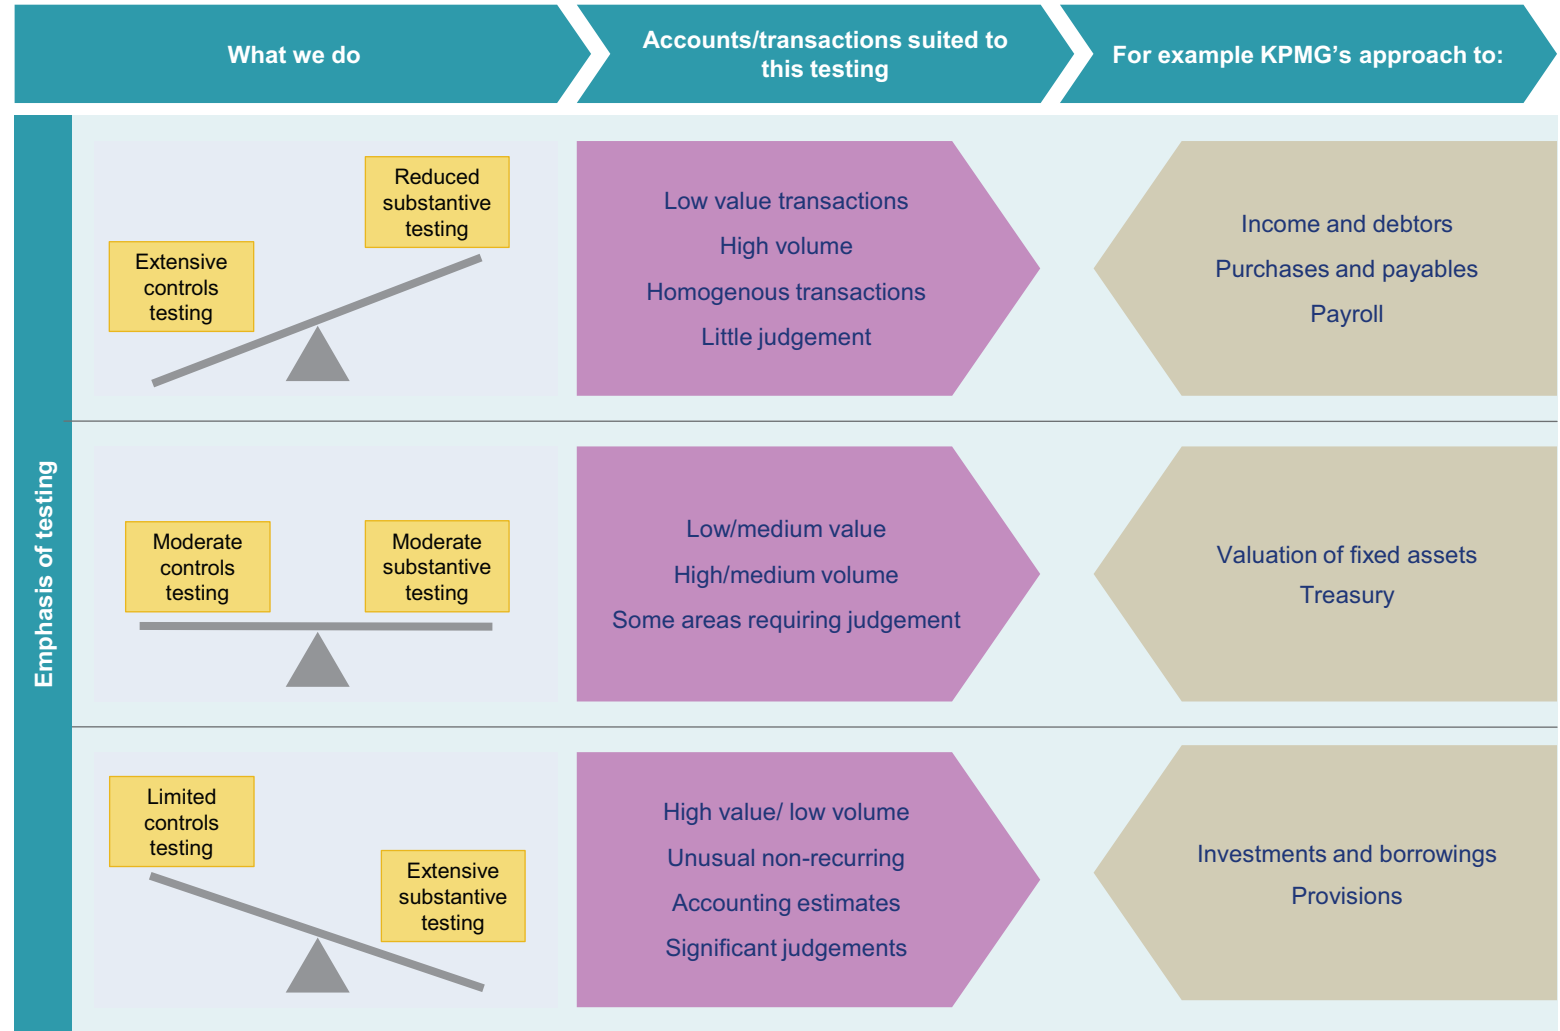 What we do
Accounts/transactions suited to
this testing
For example KPMG's approach to:
Emphasis of testing
Extensive
controls
testing
Reduced
substantive
testing
Low value transactions
High volume
Homogenous transactions
Little judgement
Income and debtors
Purchases and payables
Payroll
Moderate
controls
testing
Moderate
substantive
testing
Low/medium value
High/medium volume
Some areas requiring judgement
Valuation of fixed assets
Treasury
Limited
controls
testing
Extensive
substantive
testing
High value/ low volume
Unusual non-recurring
Accounting estimates
Significant judgements
Investments and borrowings
Provisions